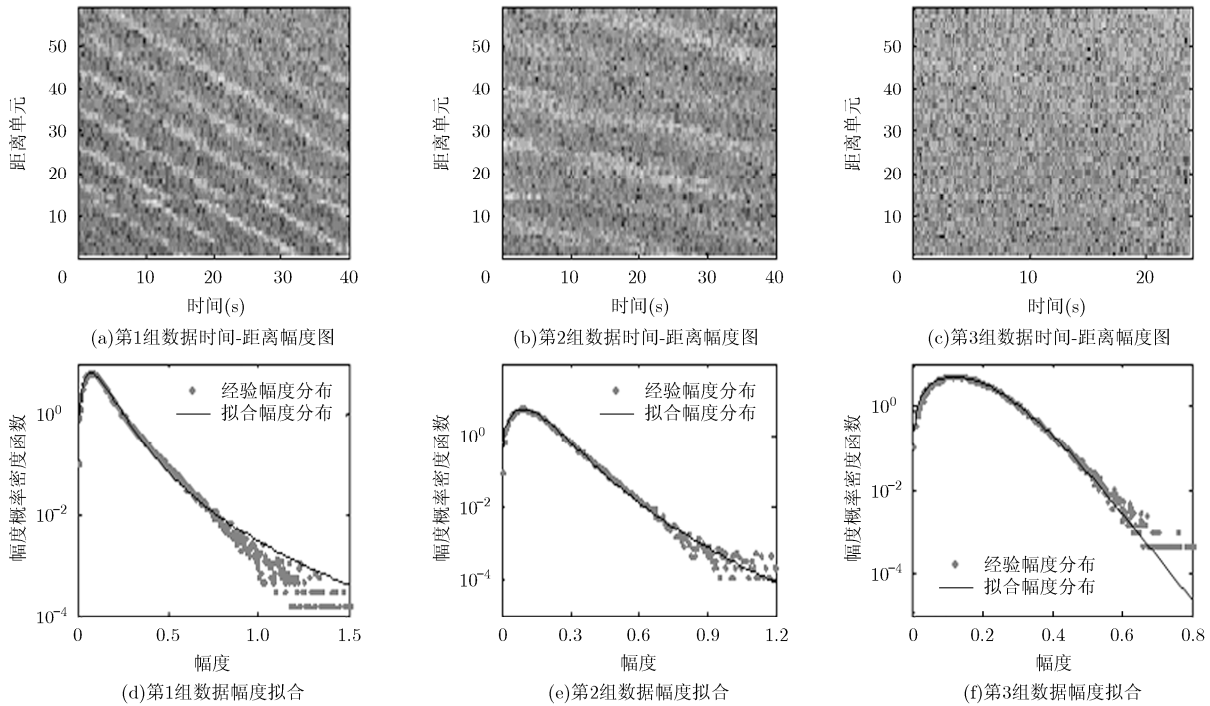 50
40
30
20
10
0
10
20
30
40
距离单元
时间(s)
(a)第1组数据时间-距离幅度图
50
40
30
20
10
0
10
20
30
40
距离单元
时间(s)
(b)第2组数据时间-距离幅度图
50
40
30
20
10
0
10
20
距离单元
时间(s)
(c)第3组数据时间-距离幅度图
经验幅度分布
拟合幅度分布
10^0
10^-2
10^-4
0
0.5
1.0
1.5
幅度概率密度函数
幅度
(d)第1组数据幅度拟合
经验幅度分布
拟合幅度分布
10^0
10^-2
10^-4
0
0.3
0.6
0.9
1.2
幅度概率密度函数
幅度
(e)第2组数据幅度拟合
10^0
10^-2
10^-4
经验幅度分布
拟合幅度分布
0
0.2
0.4
0.6
0.8
幅度概率密度函数
幅度
(f)第3组数据幅度拟合